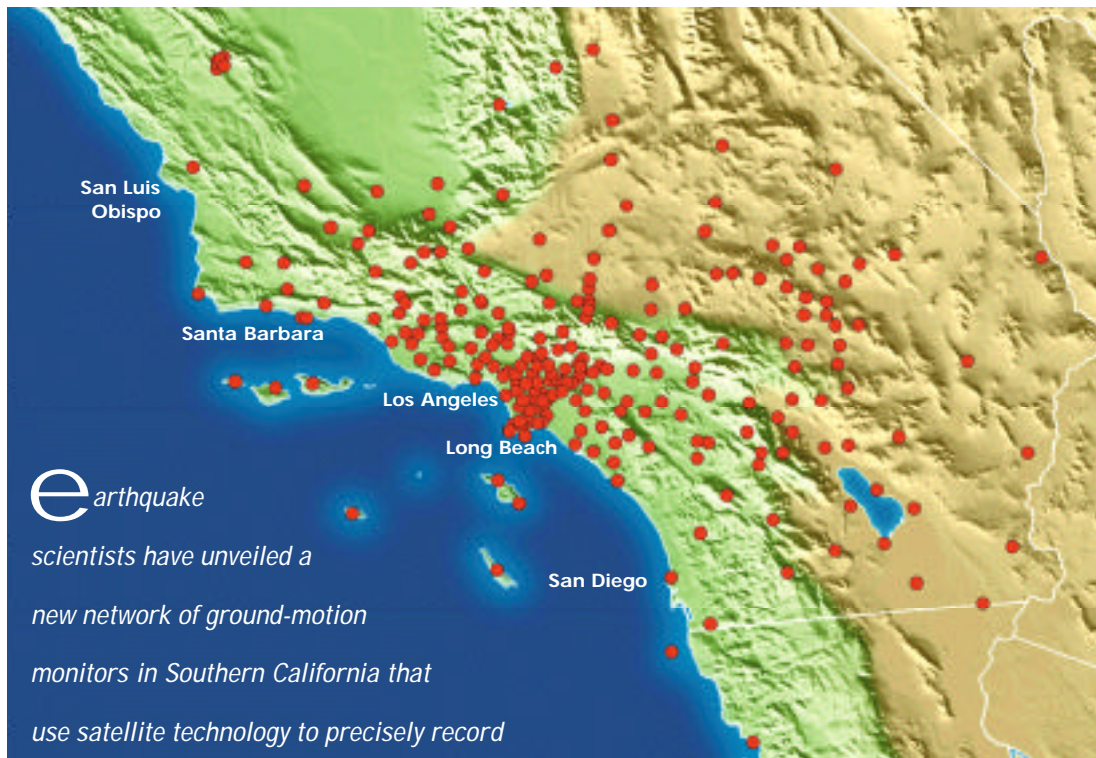 San Luis
Obispo
Santa Barbara
Los Angeles
Long Beach
San Diego
earthquake
scientists have unveiled a
new network of ground-motion
monitors in Southern California that
use satellite technology to precisely record